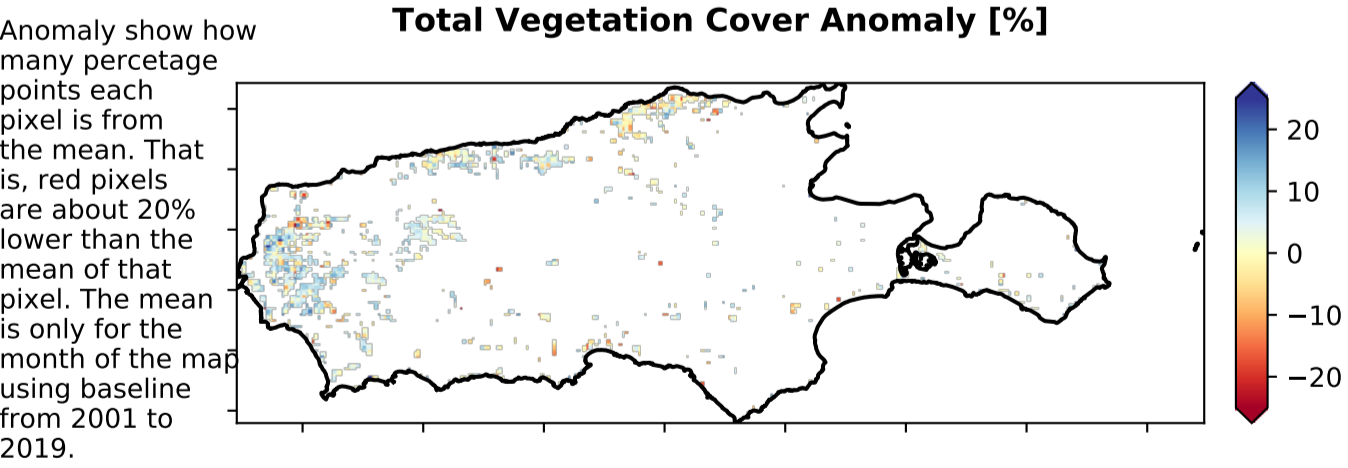 Total Vegetation Cover Anomaly [%]
Anomaly show how
many percetage
points each
pixel is from
the mean. That
is, red pixels
are about 20%
lower than the
mean of that
pixel. The mean
is only for the
month of the map
using baseline
from 2001 to
2019.
20
10
0
−10
−20